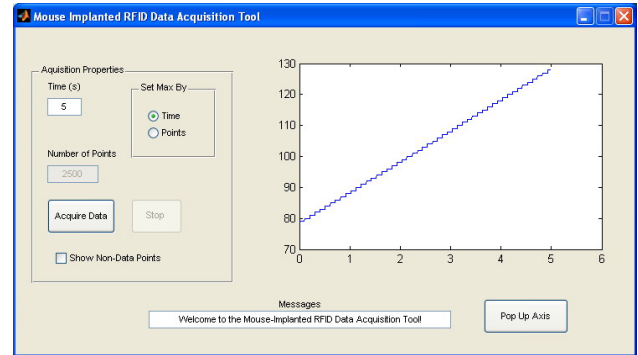 Mouse Implanted RFID Data Acquisition Tool
Aquisition Properties
Time (s)
5
Set Max By
Time
Points
Number of Points
2500
Acquire Data
Stop
Show Non-Data Points
130
120
110
100
90
80
70
0 1 2 3 4 5 6
Messages
Welcome to the Mouse-Implanted RFID Data Acquisition Tool!
Pop Up Axis